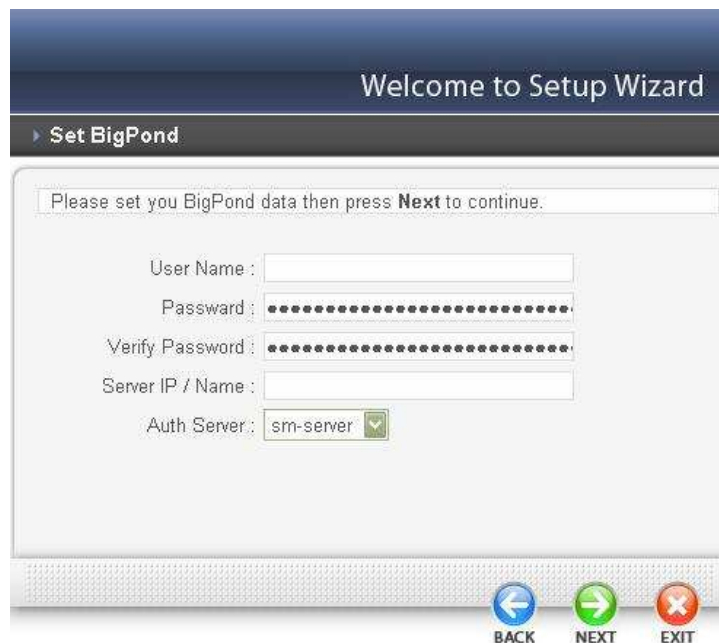 Welcome to Setup Wizard
Set BigPond
Please set you BigPond data then press Next to continue.
User Name :
Passward :
Verify Password :
Server IP / Name :
Auth Server : sm-server
BACK NEXT EXIT